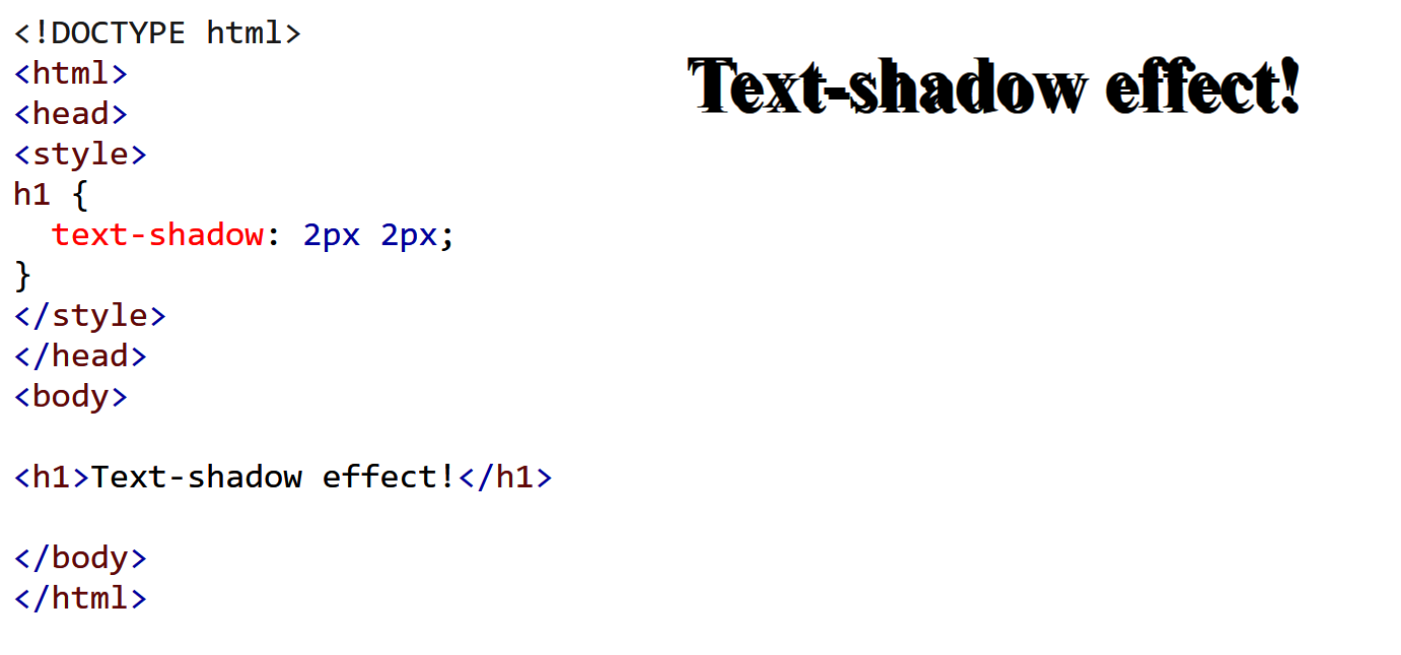 <!DOCTYPE html>
<html>
<head>
<style>
h1 {
  text-shadow: 2px 2px;
}
</style>
</head>
<body>

<h1>Text-shadow effect!</h1>

</body>
</html>
Text-shadow effect!